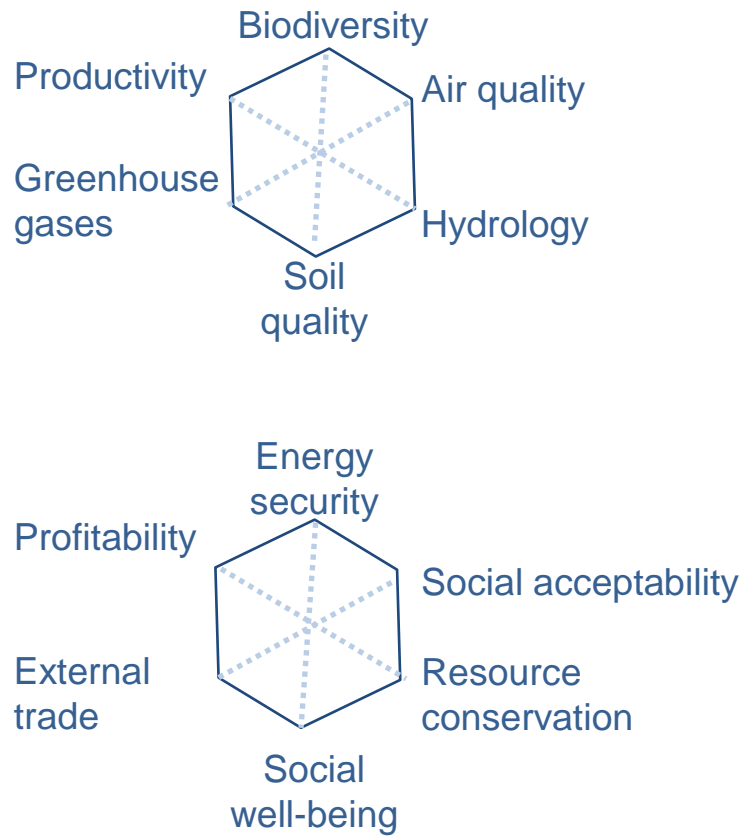 Biodiversity
Productivity
Air quality
Greenhouse
gases
Hydrology
Soil
quality
Energy
security
Profitability
Social acceptability
External
trade
Resource
conservation
Social
well-being